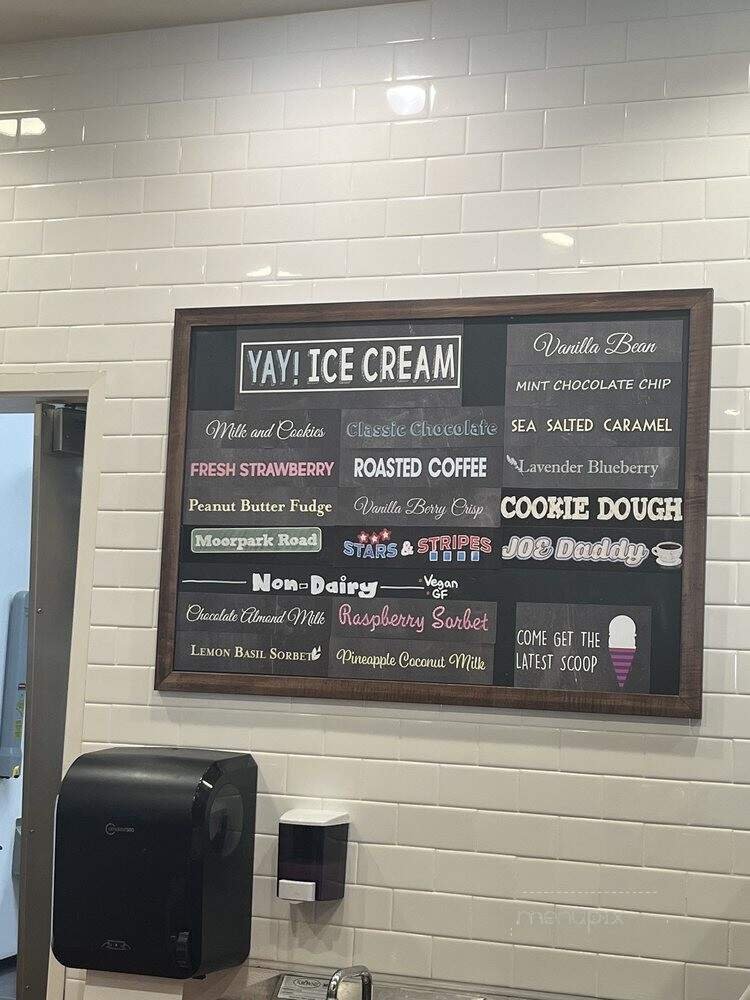 YAY! ICE CREAM
Vanilla Bean
MINT CHOCOLATE CHIP
Milk and Cookies
Classic Chocolate
SEA SALTED CARAMEL
FRESH STRAWBERRY
ROASTED COFFEE
Lavender Blueberry
Peanut Butter Fudge
Vanilla Berry Crisp
COOKIE DOUGH
Moorpark Road
STARS & STRIPES
JOE Daddy
Non-Dairy
Vegan
GF
Chocolate Almond Milk
Raspberry Sorbet
LEMON BASIL SORBET
Pineapple Coconut Milk
COME GET THE
LATEST SCOOP
menupix